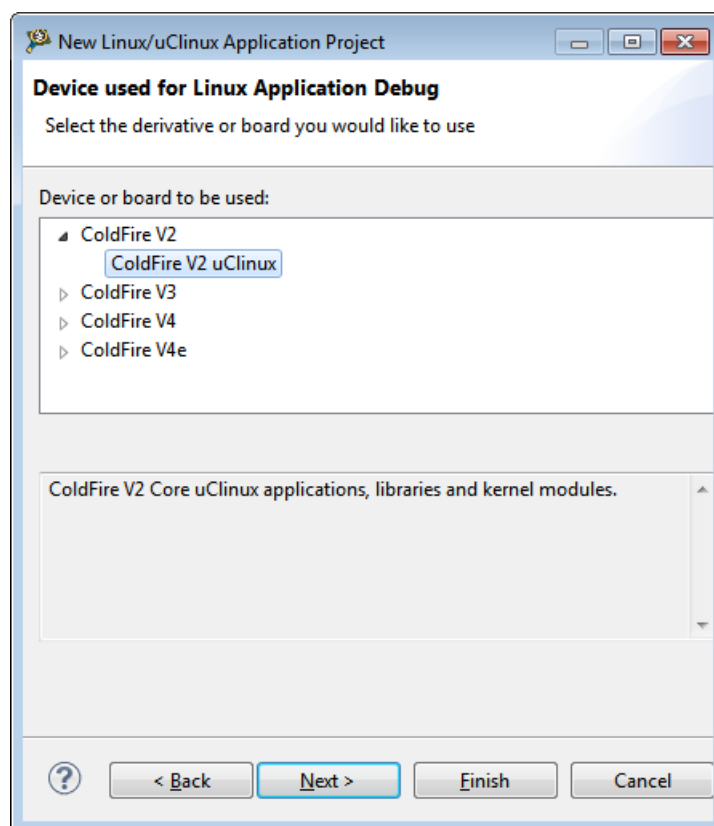 New Linux/uClinux Application Project
Device used for Linux Application Debug
Select the derivative or board you would like to use
Device or board to be used:
ColdFire V2
ColdFire V2 uClinux
ColdFire V3
ColdFire V4
ColdFire V4e
ColdFire V2 Core uClinux applications, libraries and kernel modules.
? < Back Next > Finish Cancel